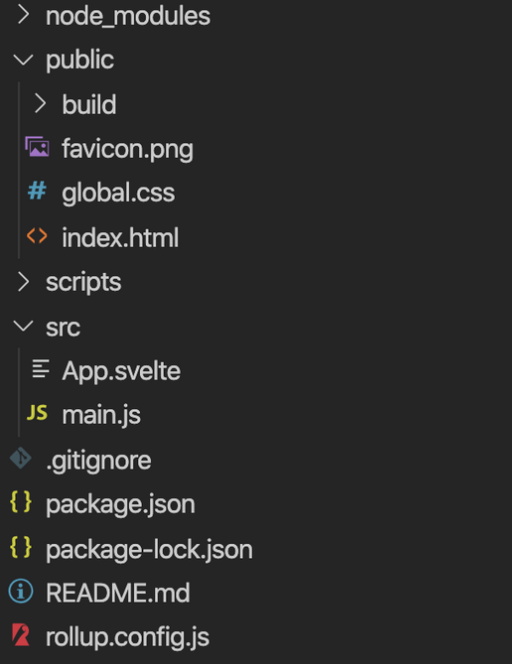 node_modules
public
build
favicon.png
# global.css
<> index.html
scripts
src
App.svelte
JS main.js
.gitignore
{} package.json
{} package-lock.json
README.md
rollup.config.js